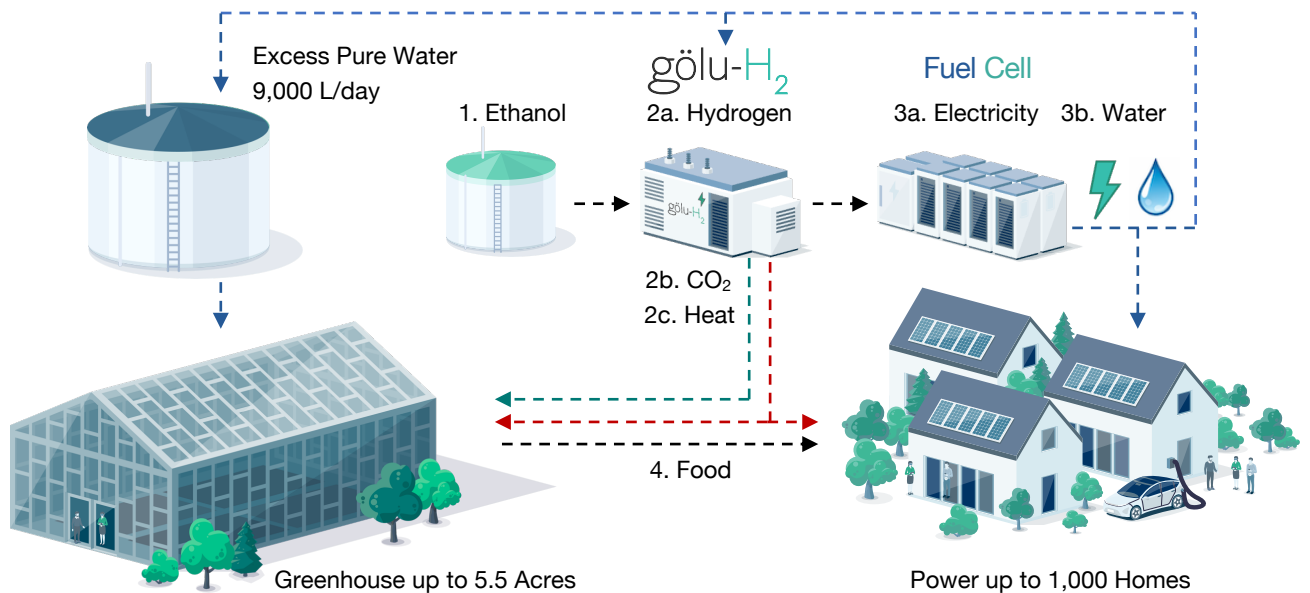 Excess Pure Water
9,000 L/day
1. Ethanol
gölu-H₂
2a. Hydrogen
Fuel Cell
3a. Electricity
3b. Water
gölu-H₂
2b. CO₂
2c. Heat
4. Food
Greenhouse up to 5.5 Acres
Power up to 1,000 Homes